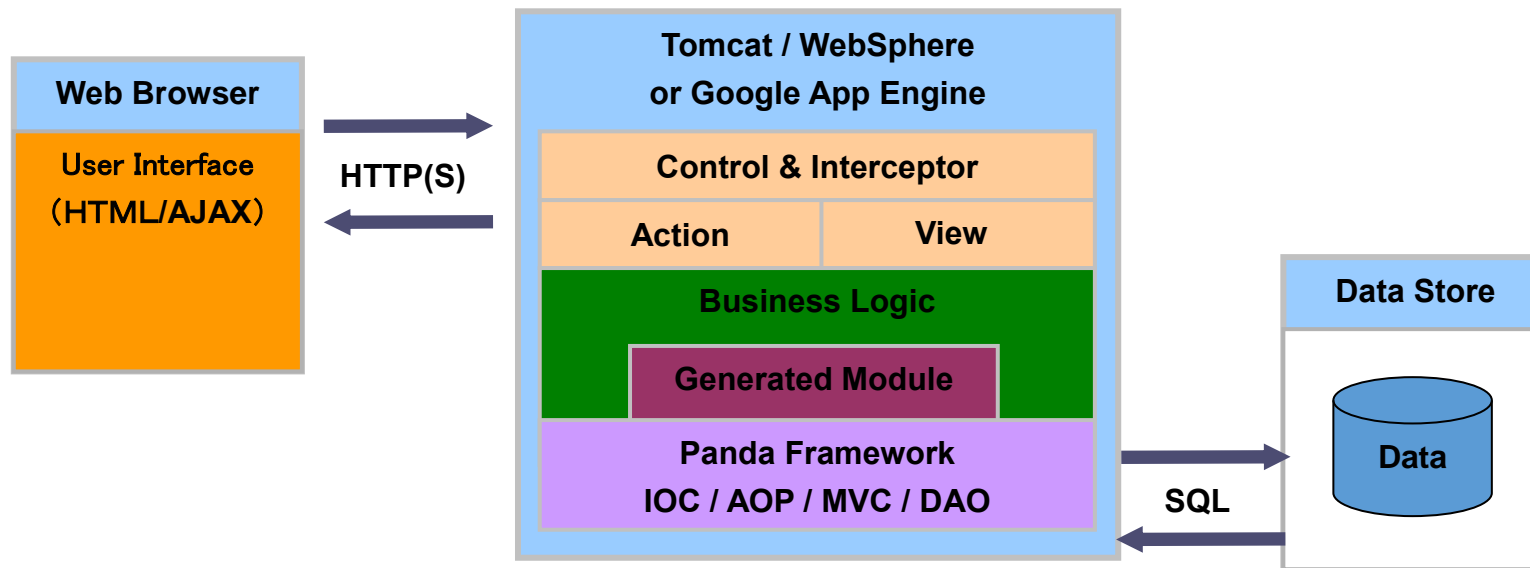 Web Browser
User Interface
（HTML/AJAX）
HTTP(S)
Tomcat / WebSphere
or Google App Engine
Control & Interceptor
Action
View
Business Logic
Generated Module
Panda Framework
IOC / AOP / MVC / DAO
SQL
Data Store
Data